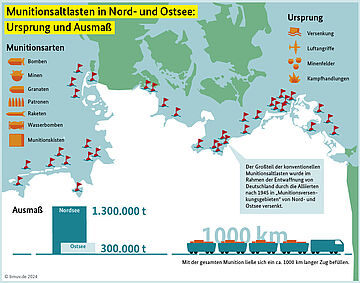 Munitionsaltlasten in Nord- und Ostsee:
Ursprung und Ausmaß
Munitionsarten
Bomben
Minen
Granaten
Patronen
Raketen
Wasserbomben
Munitionskisten
Ursprung
Versenkung
Luftangriffe
Minenfelder
Kampfhandlungen
Der Großteil der konventionellen
Munitionsaltlasten wurde im
Rahmen der Entwaffnung von
Deutschland durch die Alliierten
nach 1945 in „Munitionsversen-
kungsgebieten" von Nord- und
Ostsee versenkt.
Ausmaß
Nordsee
1.300.000 t
Ostsee
300.000 t
1000 km
Mit der gesamten Munition ließe sich ein ca. 1000 km langer Zug befüllen.
© bmuv.de 2024